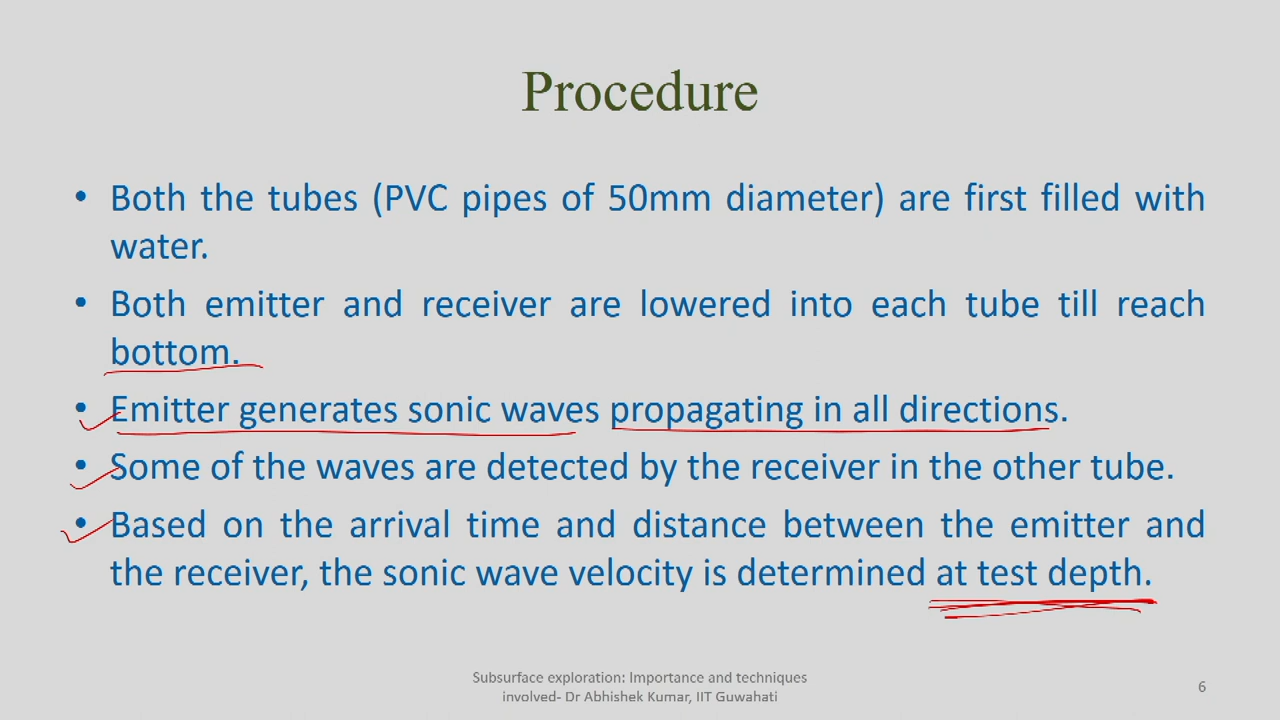 Procedure
• Both the tubes (PVC pipes of 50mm diameter) are first filled with
water.
• Both emitter and receiver are lowered into each tube till reach
bottom.
• Emitter generates sonic waves propagating in all directions.
• Some of the waves are detected by the receiver in the other tube.
• Based on the arrival time and distance between the emitter and
the receiver, the sonic wave velocity is determined at test depth.
Subsurface exploration: Importance and techniques
involved- Dr Abhishek Kumar, IIT Guwahati
6